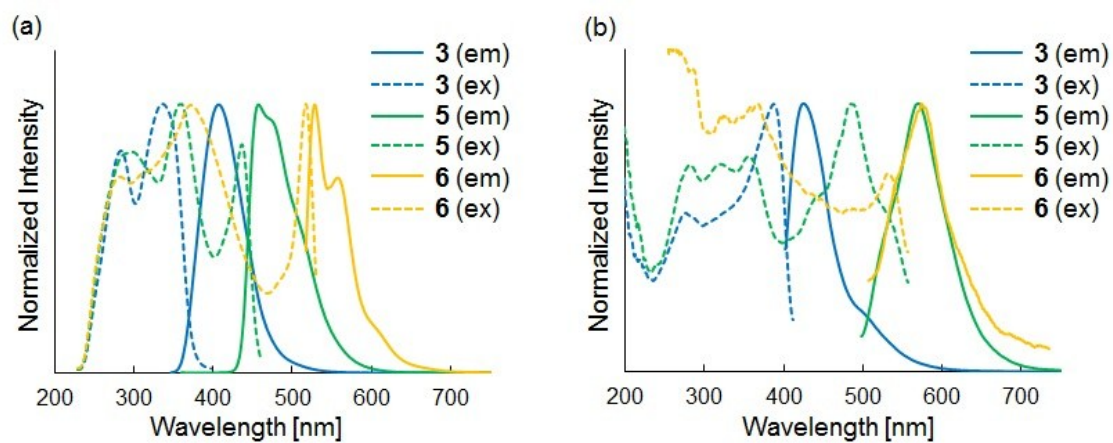 (a)
3 (em)
3 (ex)
5 (em)
5 (ex)
6 (em)
6 (ex)
Normalized Intensity
200 300 400 500 600 700
Wavelength [nm]
(b)
3 (em)
3 (ex)
5 (em)
5 (ex)
6 (em)
6 (ex)
Normalized Intensity
200 300 400 500 600 700
Wavelength [nm]